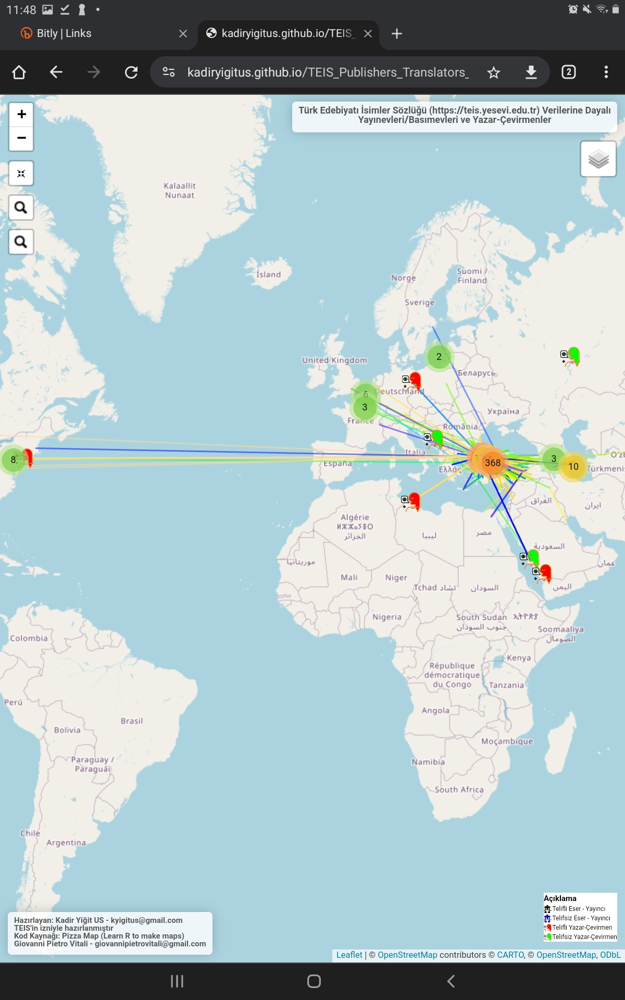 11:48
Bitly | Links
kadiryigitus.github.io/TEIS_
kadiryigitus.github.io/TEIS_Publishers_Translators_
2
+
−
Türk Edebiyatı İsimler Sözlüğü (https://teis.yesevi.edu.tr) Verilerine Dayalı
Yayınevleri/Basımevleri ve Yazar-Çevirmenler
Kalaallit
Nunaat
Ísland
Norge
Suomi /
Finland
Sverige
United Kingdom
2
Беларусь
6
Deutschland
3
France
Україна
România
Italia
8
España
Ελλάς
368
3
10
Türkmenis
العراق
ایران
Algérie
ⵍⵣⵣⴰⵢⴻⵔ
الجزائر
ليبيا
مصر
السعودية
عمان
موريتانيا
Mali
Niger
Tchad تشاد
السودان
اليمن
Nigeria
South Sudan
جنوب السودان
ኢትዮጵያ
Soomaaliya
الصومال
Colombia
Kenya
République
démocratique
du Congo
Tanzania
Perú
Angola
Brasil
Bolivia
Moçambique
Paraguay /
Paraguái
Namibia
South Africa
Chile
Argentina
Açıklama
Telifli Eser - Yayıncı
Telifsiz Eser - Yayıncı
Telifli Yazar-Çevirmen
Telifsiz Yazar-Çevirmen
Hazırlayan: Kadir Yiğit US - kyigitus@gmail.com
TEIS'in izniyle hazırlanmıştır
Kod Kaynağı: Pizza Map (Learn R to make maps)
Giovanni Pietro Vitali - giovannipietrovitali@gmail.com
Leaflet | © OpenStreetMap contributors © CARTO, © OpenStreetMap, ODbL